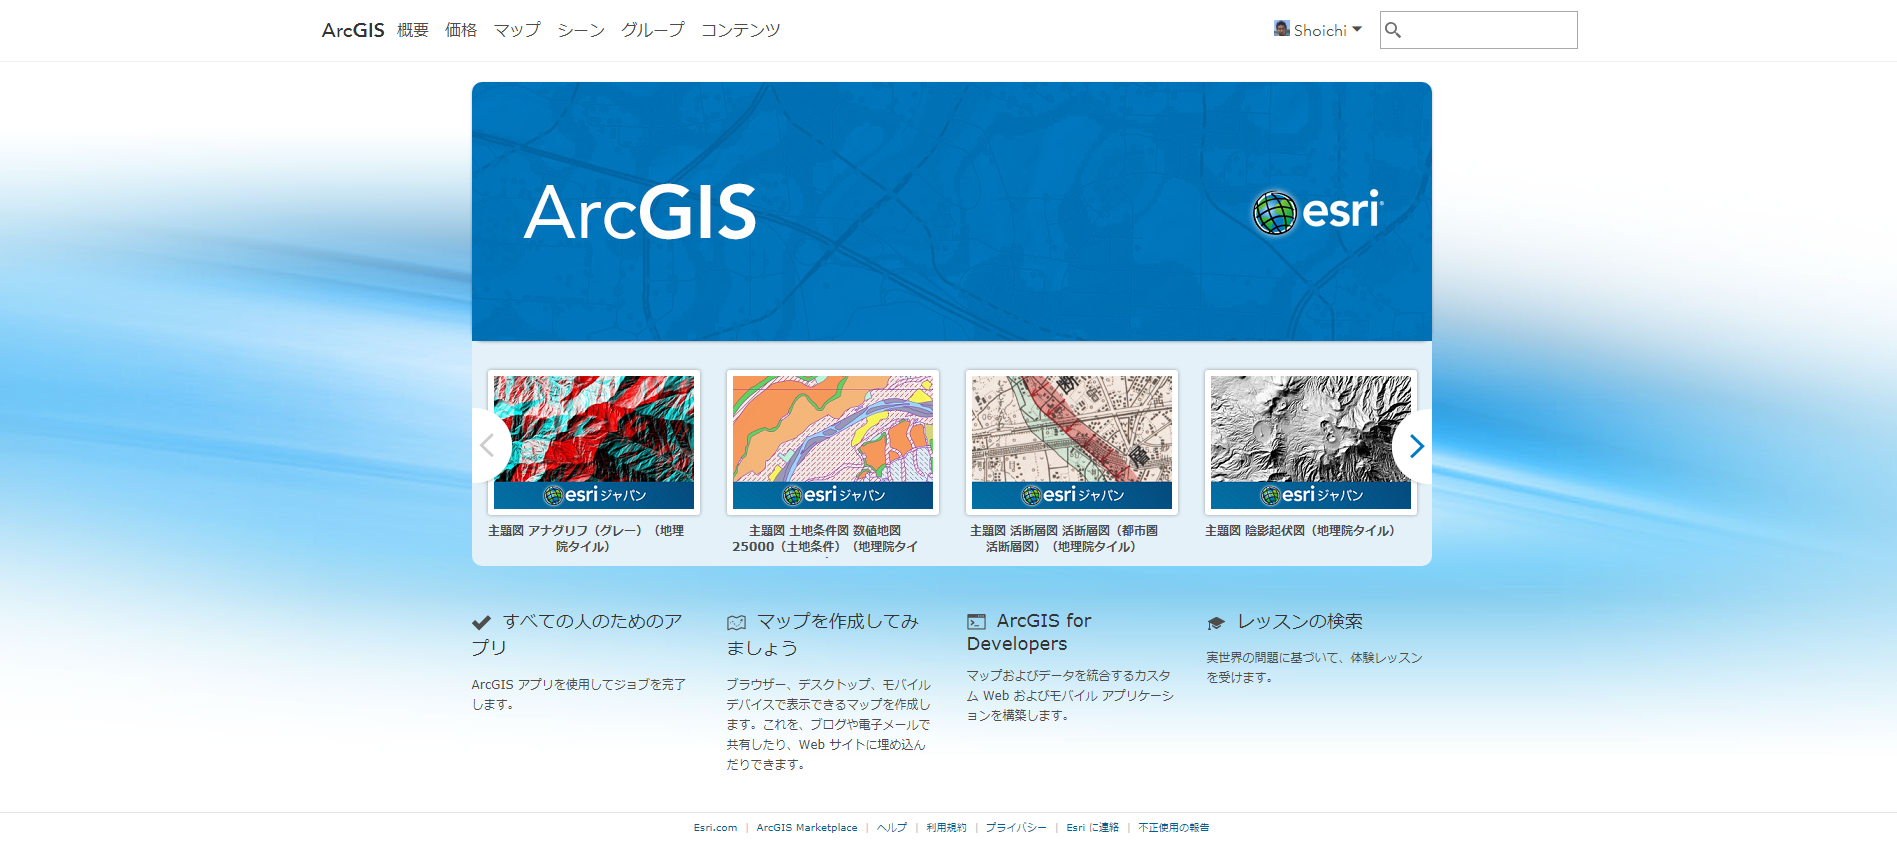 ArcGIS 概要 価格 マップ シーン グループ コンテンツ Shoichi
ArcGIS
esri
esri ジャパン
主題図 アナグリフ（グレー）（地理
院タイル）
esri ジャパン
主題図 土地条件図 数値地図
25000（土地条件）（地理院タイ
断
層
esri ジャパン
主題図 活断層図 活断層図（都市圏
活断層図）（地理院タイル）
esri ジャパン
主題図 陰影起伏図（地理院タイル）
すべての人のためのア
プリ
ArcGIS アプリを使用してジョブを完了
します。
マップを作成してみ
ましょう
ブラウザー、デスクトップ、モバイル
デバイスで表示できるマップを作成し
ます。これを、ブログや電子メールで
共有したり、Web サイトに埋め込ん
だりできます。
ArcGIS for
Developers
マップおよびデータを統合するカスタ
ム Web およびモバイル アプリケーシ
ョンを構築します。
レッスンの検索
実世界の問題に基づいて、体験レッスン
を受けます。
Esri.com | ArcGIS Marketplace | ヘルプ | 利用規約 | プライバシー | Esri に連絡 | 不正使用の報告